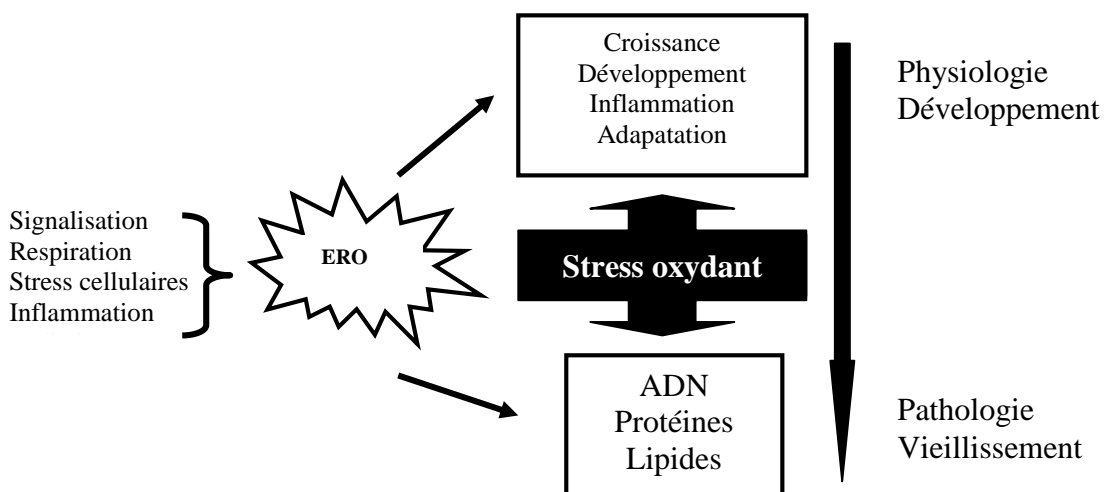 Signalisation
Respiration
Stress cellulaires
Inflammation
ERO
Croissance
Développement
Inflammation
Adapatation
Stress oxydant
ADN
Protéines
Lipides
Physiologie
Développement
Pathologie
Vieillissement